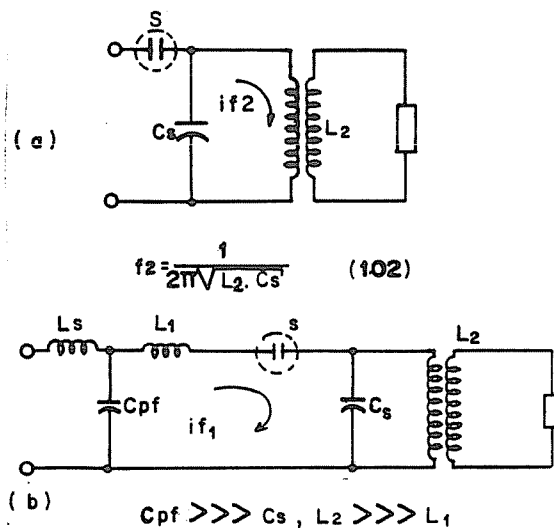 S
(a)
Cs
if2
L2
f2 = 1 / 2π√L2. Cs (102)
Ls L1 s L2
Cpf if1 Cs
(b)
Cpf >>> Cs , L2 >>> L1